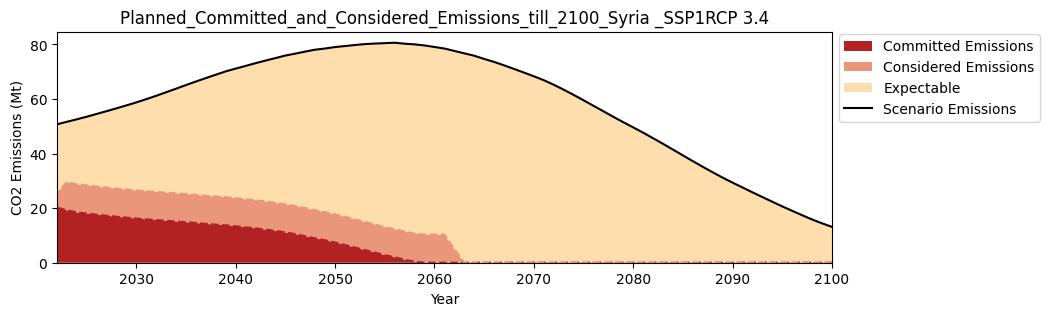 Planned_Committed_and_Considered_Emissions_till_2100_Syria _SSP1RCP 3.4
Committed Emissions
Considered Emissions
Expectable
Scenario Emissions
CO2 Emissions (Mt)
80
60
40
20
0
2030 2040 2050 2060 2070 2080 2090 2100
Year